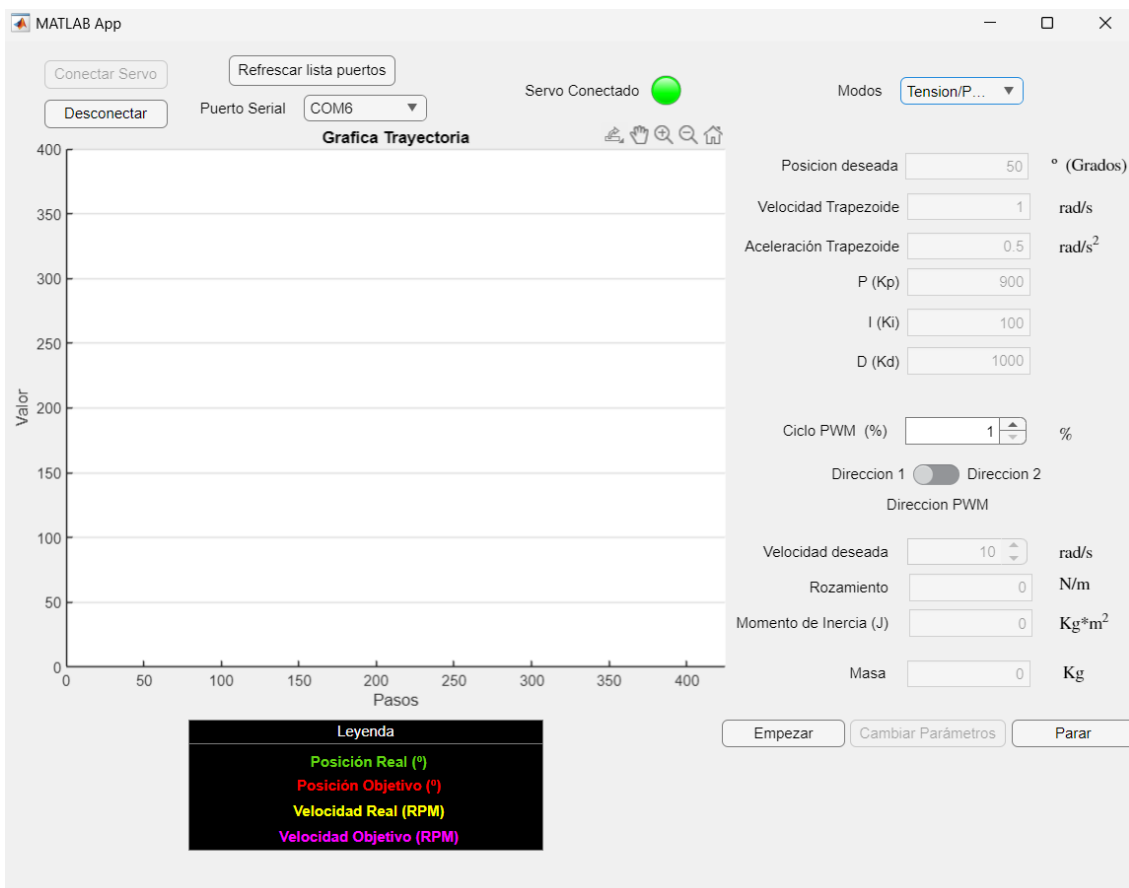 MATLAB App
Conectar Servo
Refrescar lista puertos
Desconectar
Puerto Serial COM6
Servo Conectado
Modos Tension/P...
Grafica Trayectoria
400
350
300
250
200
150
100
50
0
Valor
0 50 100 150 200 250 300 350 400
Pasos
Posicion deseada 50 º (Grados)
Velocidad Trapezoide 1 rad/s
Aceleración Trapezoide 0.5 rad/s²
P (Kp) 900
I (Ki) 100
D (Kd) 1000
Ciclo PWM (%) 1 %
Direccion 1 Direccion 2
Direccion PWM
Velocidad deseada 10 rad/s
Rozamiento 0 N/m
Momento de Inercia (J) 0 Kg*m²
Masa 0 Kg
Empezar Cambiar Parámetros Parar
Leyenda
Posición Real (º)
Posición Objetivo (º)
Velocidad Real (RPM)
Velocidad Objetivo (RPM)